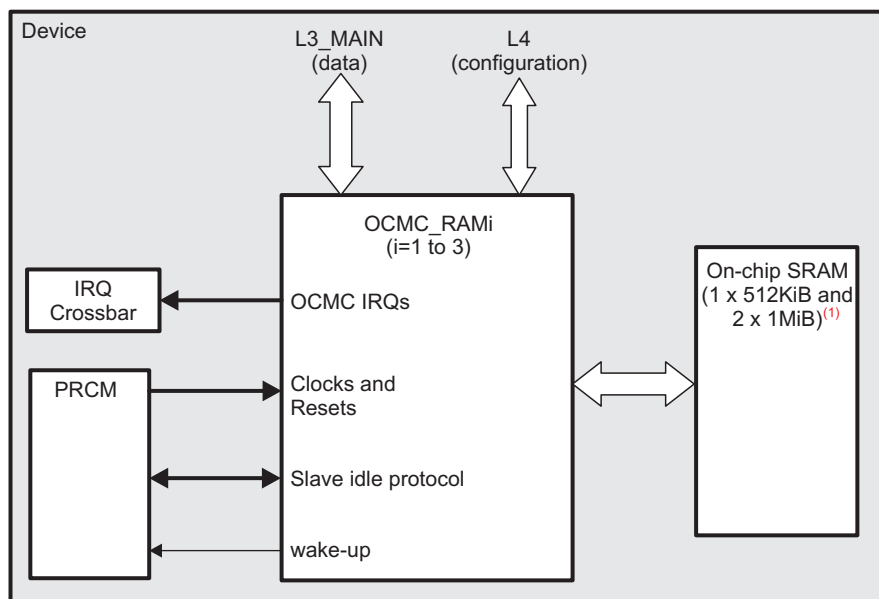 Device
L3_MAIN
(data)
L4
(configuration)
OCMC_RAMi
(i=1 to 3)
On-chip SRAM
(1 x 512KiB and
2 x 1MiB)(1)
IRQ
Crossbar
OCMC IRQs
PRCM
Clocks and
Resets
Slave idle protocol
wake-up